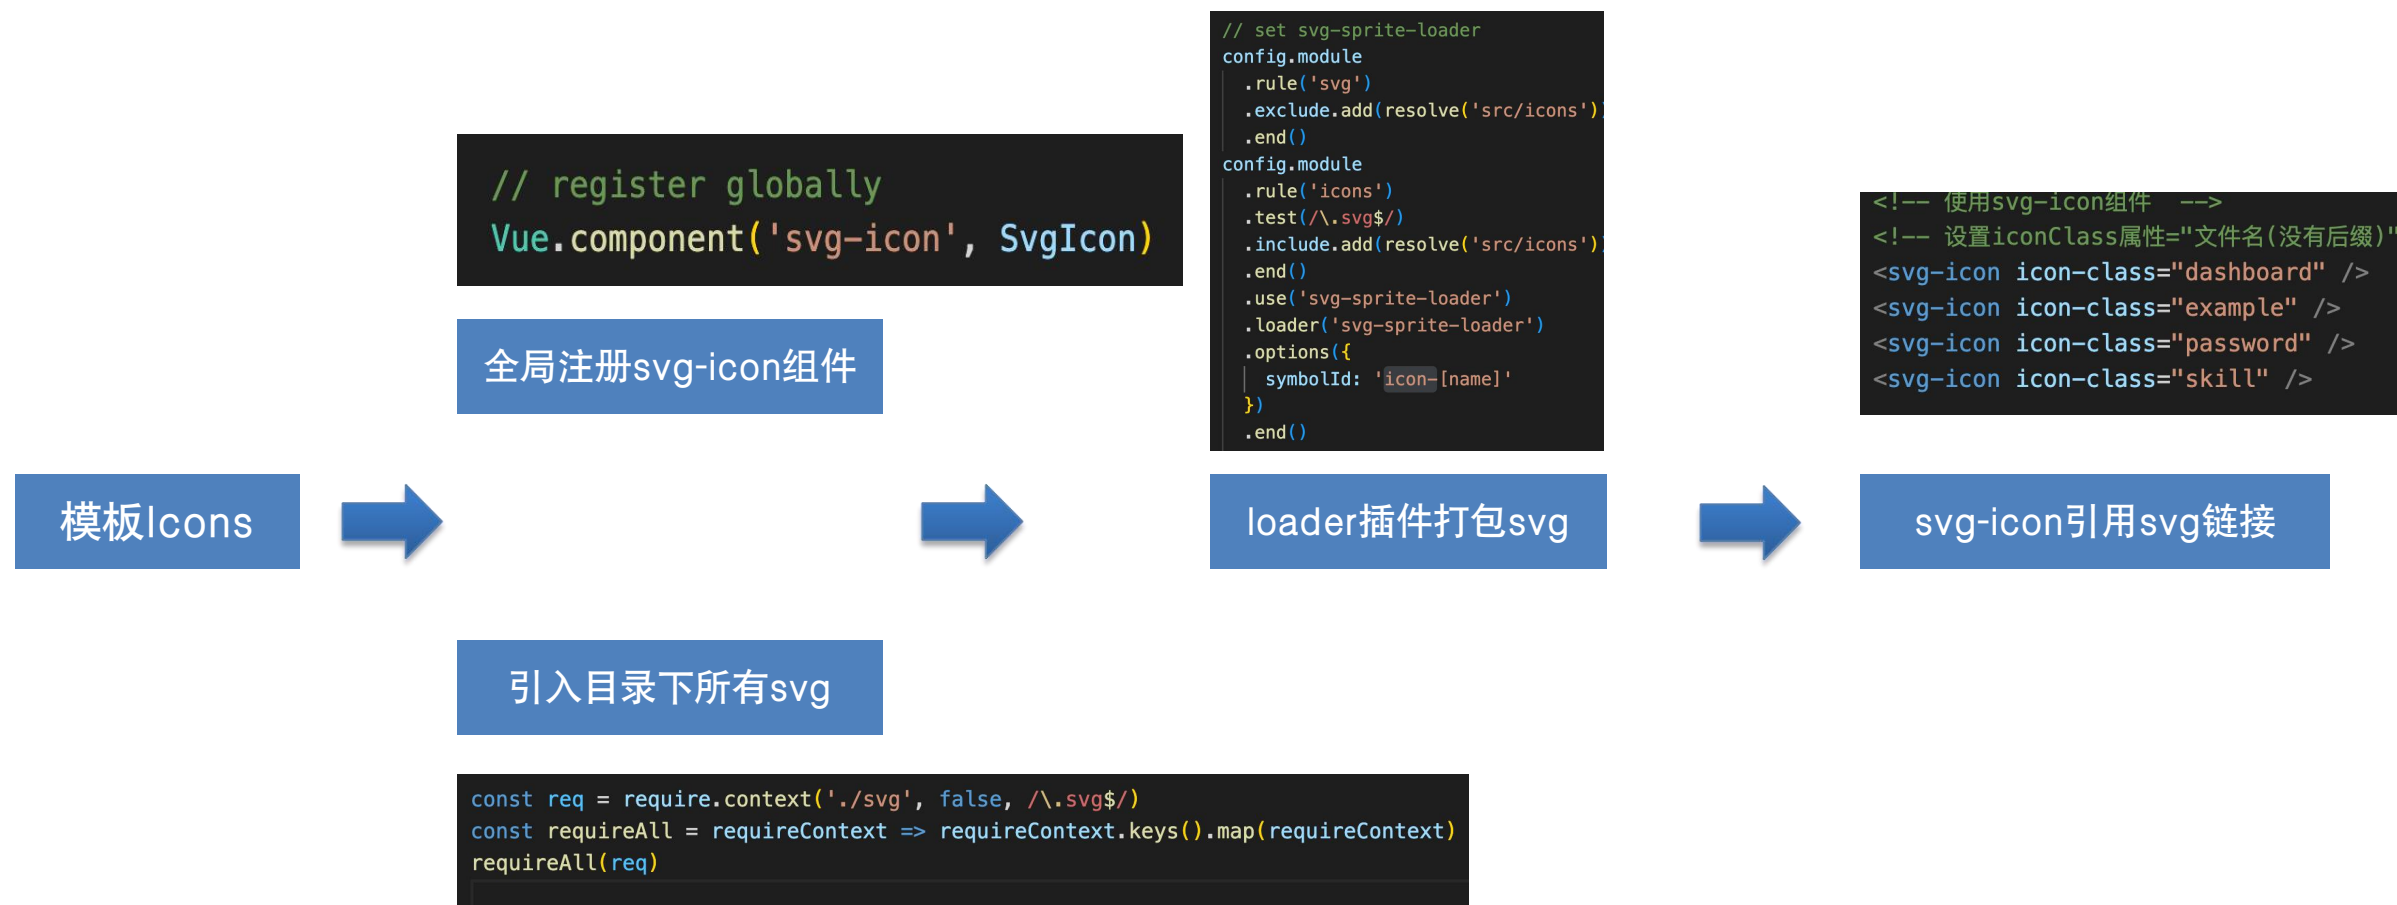 // register globally
Vue.component('svg-icon', SvgIcon)
全局注册svg-icon组件
模板Icons
引入目录下所有svg
const req = require.context('./svg', false, /\.svg$/)
const requireAll = requireContext => requireContext.keys().map(requireContext)
requireAll(req)
// set svg-sprite-loader
config.module
.rule('svg')
.exclude.add(resolve('src/icons'))
.end()
config.module
.rule('icons')
.test(/\.svg$/)
.include.add(resolve('src/icons'))
.end()
.use('svg-sprite-loader')
.loader('svg-sprite-loader')
.options({
symbolId: 'icon-[name]'
})
.end()
loader插件打包svg
<!-- 使用svg-icon组件 -->
<!-- 设置iconClass属性="文件名(没有后缀)"
<svg-icon icon-class="dashboard" />
<svg-icon icon-class="example" />
<svg-icon icon-class="password" />
<svg-icon icon-class="skill" />
svg-icon引用svg链接